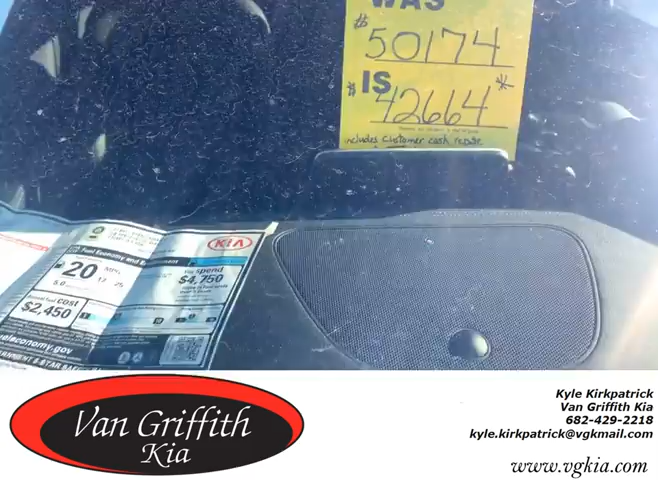 WAS
$50174
$IS
42664*
includes customer cash rebate
KIA
Fuel Economy and Environment
20 MPG
17 25
5.0
You spend
$4,750
Annual fuel cost
$2,450
Van Griffith
Kia
Kyle Kirkpatrick
Van Griffith Kia
682-429-2218
kyle.kirkpatrick@vgkmail.com
www.vgkia.com